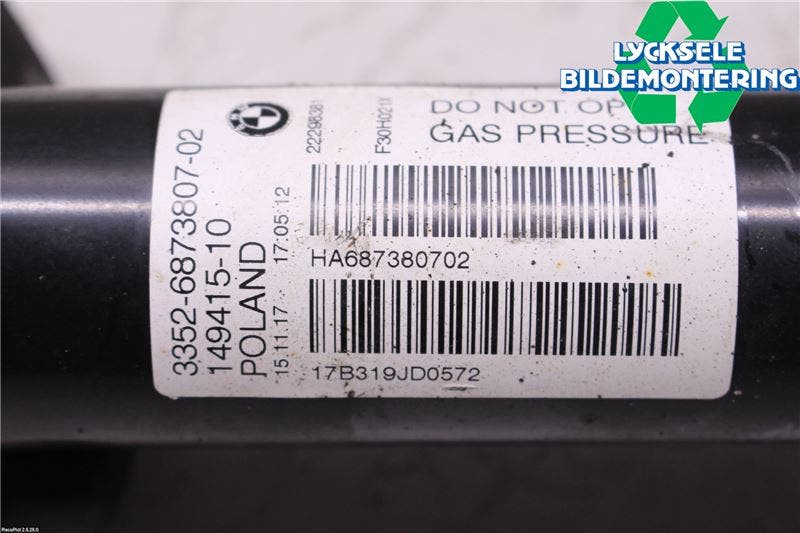 LYCKSELE
BILDEMONTERING
BMW
3352-6873807-02
149415-10
POLAND
15.11.17 17:05:12
22298381
F30H021X
DO NOT OP
GAS PRESSURE
HA687380702
17B319JD0572